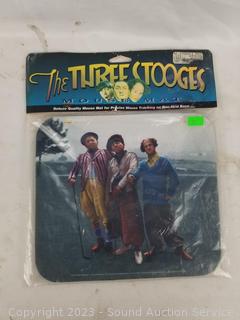 The THREE STOOGES
MOUSE MAT
Deluxe Quality Mouse Mat for Precise Mouse Tracking on Non-Skid Base
© 2023 - Sound Auction Service